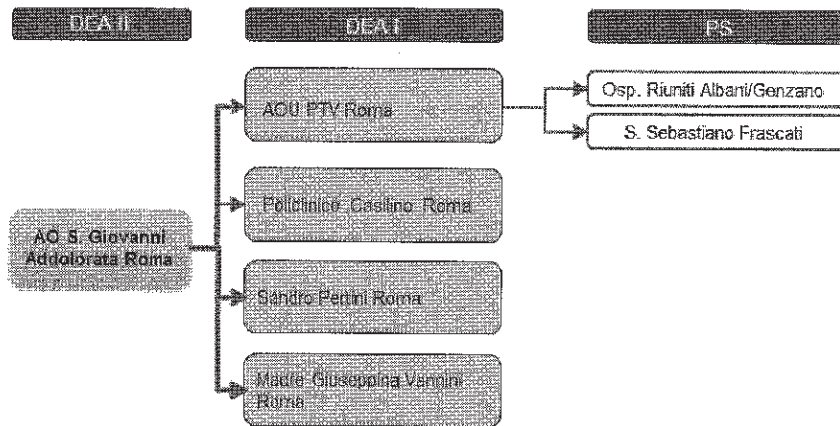 DEA II
DEA I
PS
AOU PTV Roma
Osp. Riuniti Albani/Genzano
S. Sebastiano Frascati
Policlinico Casilino Roma
AO S. Giovanni
Addolorata Roma
Sandro Pertini Roma
Madre Giuseppina Vannini
Roma